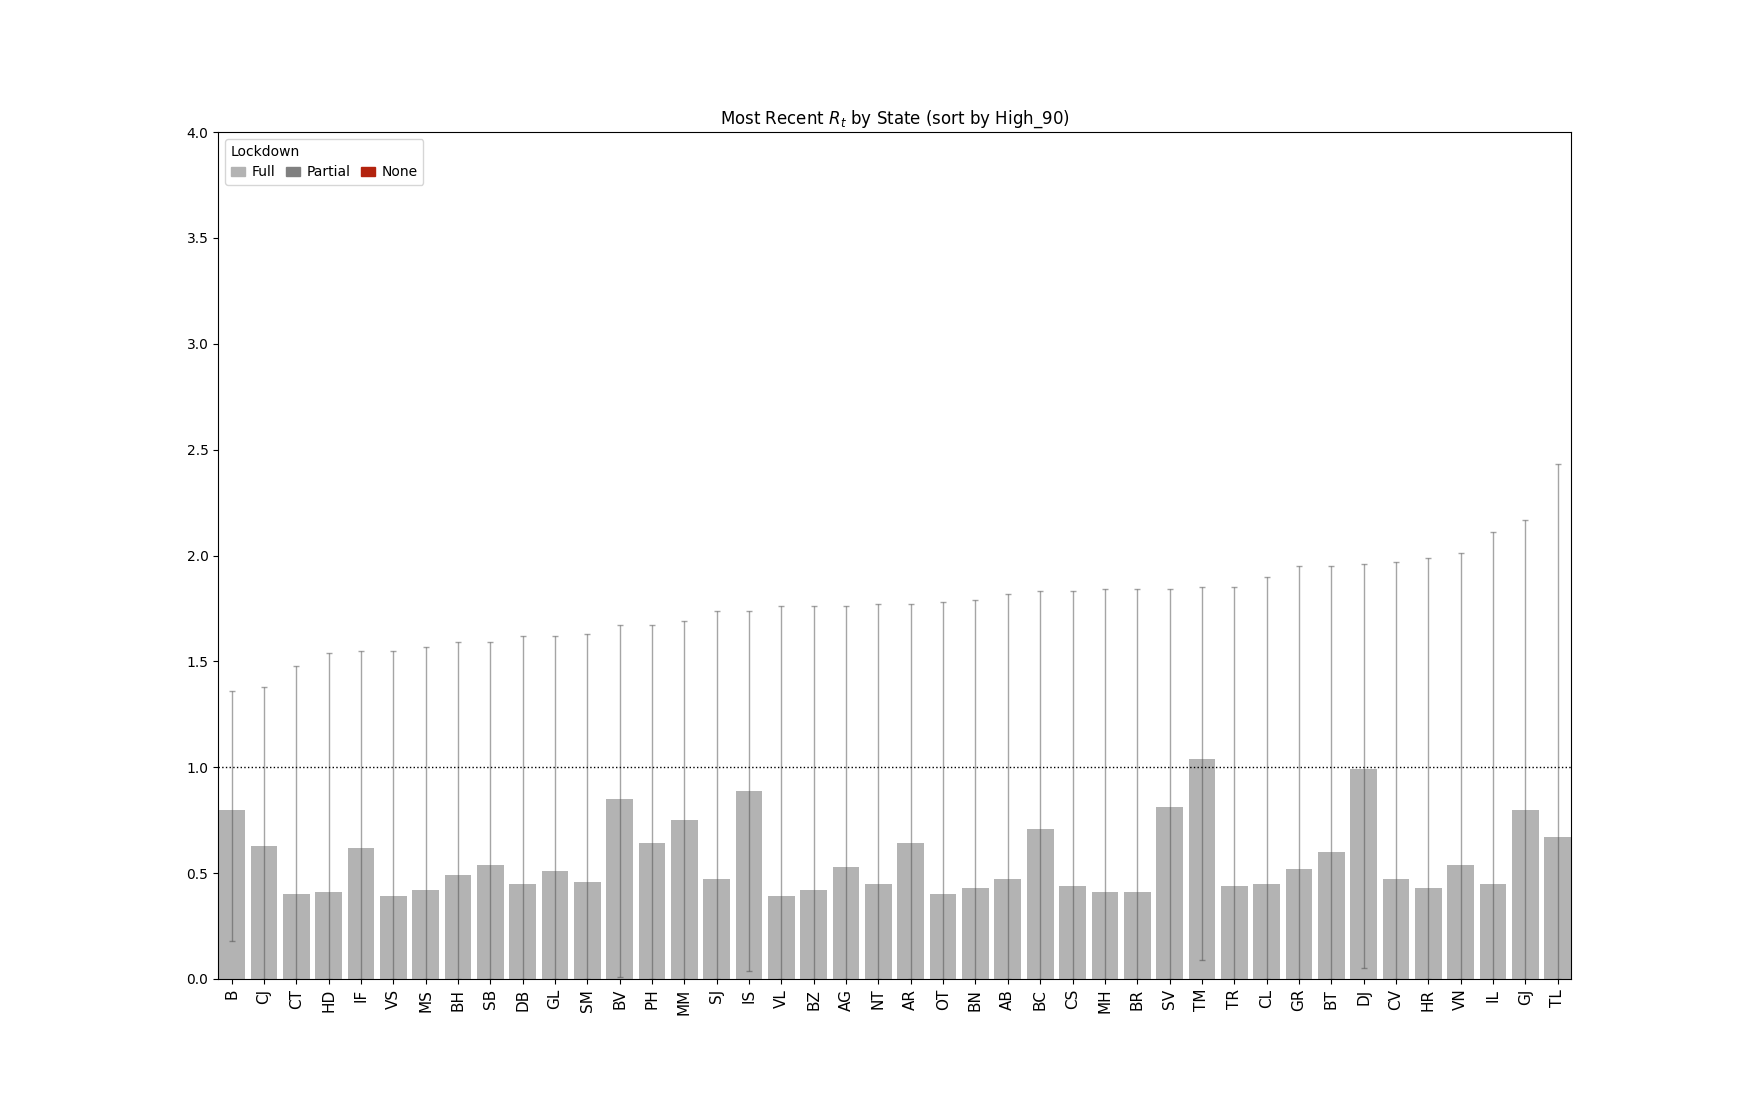 Most Recent R_t by State (sort by High_90)
Lockdown
Full Partial None
4.0
3.5
3.0
2.5
2.0
1.5
1.0
0.5
0.0
B CJ CT HD IF VS MS BH SB DB GL SM BV PH MM SJ IS VL BZ AG NT AR OT BN AB BC CS MH BR SV TM TR CL GR BT DJ CV HR VN IL GJ TL